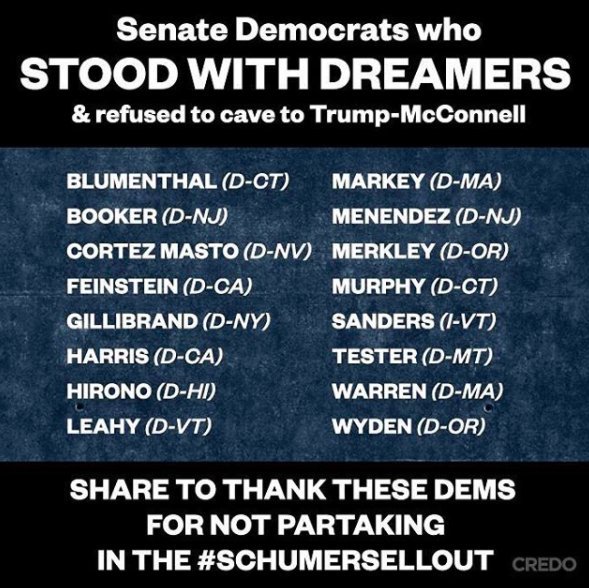 Senate Democrats who
STOOD WITH DREAMERS
& refused to cave to Trump-McConnell
BLUMENTHAL (D-CT)
BOOKER (D-NJ)
CORTEZ MASTO (D-NV)
FEINSTEIN (D-CA)
GILLIBRAND (D-NY)
HARRIS (D-CA)
HIRONO (D-HI)
LEAHY (D-VT)
MARKEY (D-MA)
MENENDEZ (D-NJ)
MERKLEY (D-OR)
MURPHY (D-CT)
SANDERS (I-VT)
TESTER (D-MT)
WARREN (D-MA)
WYDEN (D-OR)
SHARE TO THANK THESE DEMS
FOR NOT PARTAKING
IN THE #SCHUMERSELLOUT
CREDO